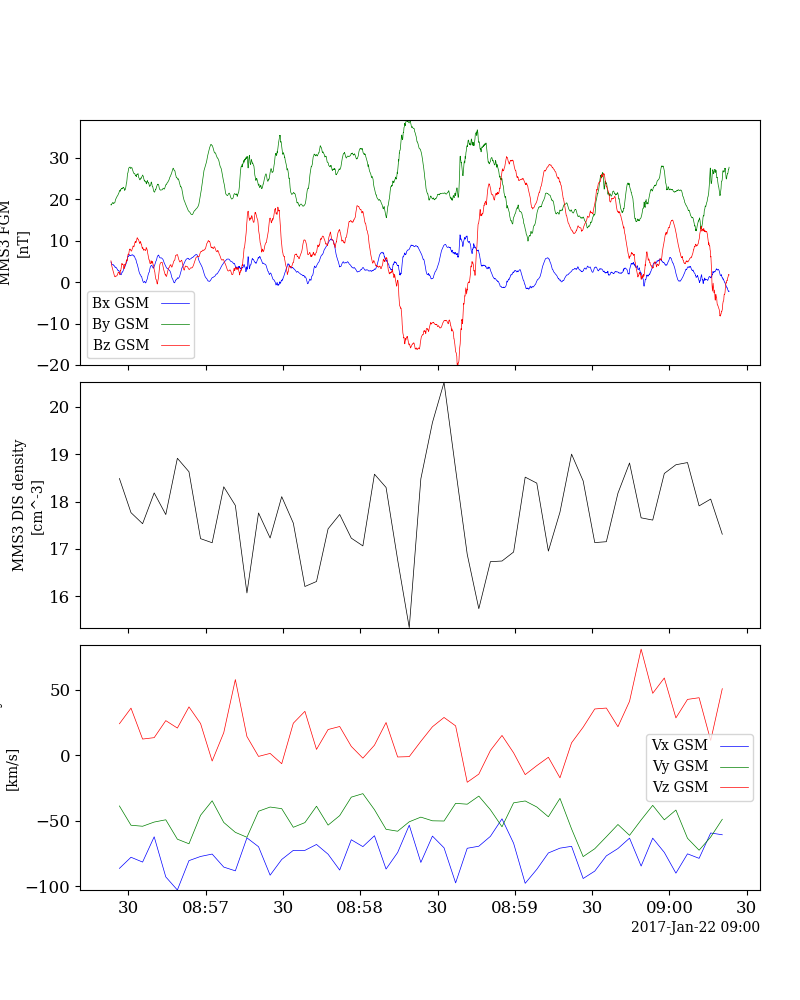 30
20
10
0
−10
−20
MMS3 FGM
[nT]
Bx GSM
By GSM
Bz GSM
20
19
18
17
16
MMS3 DIS density
[cm^-3]
50
0
−50
−100
[km/s]
Vx GSM
Vy GSM
Vz GSM
30 08:57 30 08:58 30 08:59 30 09:00 30
2017-Jan-22 09:00